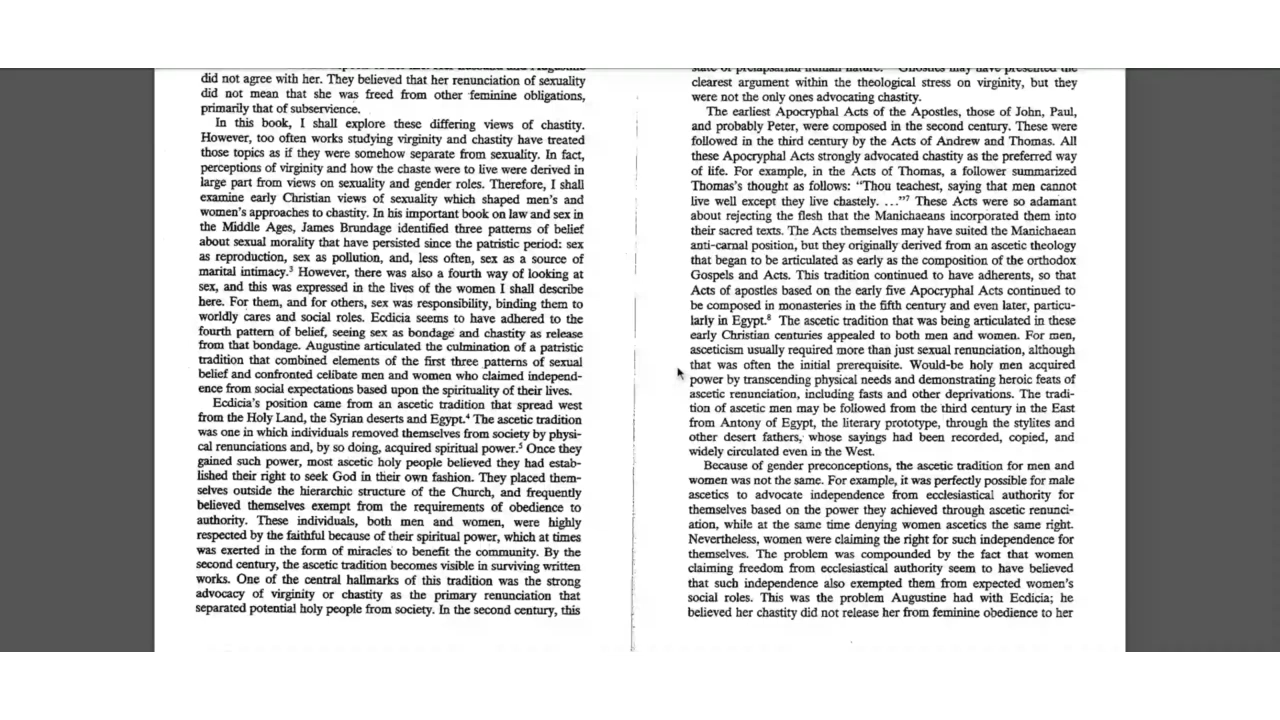 did not agree with her. They believed that her renunciation of sexuality
did not mean that she was freed from other feminine obligations,
primarily that of subservience.
In this book, I shall explore these differing views of chastity.
However, too often works studying virginity and chastity have treated
those topics as if they were somehow separate from sexuality. In fact,
perceptions of virginity and how the chaste were to live were derived in
large part from views on sexuality and gender roles. Therefore, I shall
examine early Christian views of sexuality which shaped men's and
women's approaches to chastity. In his important book on law and sex in
the Middle Ages, James Brundage identified three patterns of belief
about sexual morality that have persisted since the patristic period: sex
as reproduction, sex as pollution, and, less often, sex as a source of
marital intimacy.³ However, there was also a fourth way of looking at
sex, and this was expressed in the lives of the women I shall describe
here. For them, and for others, sex was responsibility, binding them to
worldly cares and social roles. Ecdicia seems to have adhered to the
fourth pattern of belief, seeing sex as bondage and chastity as release
from that bondage. Augustine articulated the culmination of a patristic
tradition that combined elements of the first three patterns of sexual
belief and confronted celibate men and women who claimed independ-
ence from social expectations based upon the spirituality of their lives.
Ecdicia's position came from an ascetic tradition that spread west
from the Holy Land, the Syrian deserts and Egypt.⁴ The ascetic tradition
was one in which individuals removed themselves from society by physi-
cal renunciations and, by so doing, acquired spiritual power.⁵ Once they
gained such power, most ascetic holy people believed they had estab-
lished their right to seek God in their own fashion. They placed them-
selves outside the hierarchic structure of the Church, and frequently
believed themselves exempt from the requirements of obedience to
authority. These individuals, both men and women, were highly
respected by the faithful because of their spiritual power, which at times
was exerted in the form of miracles to benefit the community. By the
second century, the ascetic tradition becomes visible in surviving written
works. One of the central hallmarks of this tradition was the strong
advocacy of virginity or chastity as the primary renunciation that
separated potential holy people from society. In the second century, this
state of prelapsarian human nature. Gnostics may have presented the
clearest argument within the theological stress on virginity, but they
were not the only ones advocating chastity.
The earliest Apocryphal Acts of the Apostles, those of John, Paul,
and probably Peter, were composed in the second century. These were
followed in the third century by the Acts of Andrew and Thomas. All
these Apocryphal Acts strongly advocated chastity as the preferred way
of life. For example, in the Acts of Thomas, a follower summarized
Thomas's thought as follows: “Thou teachest, saying that men cannot
live well except they live chastely. ...”⁷ These Acts were so adamant
about rejecting the flesh that the Manichaeans incorporated them into
their sacred texts. The Acts themselves may have suited the Manichaean
anti-carnal position, but they originally derived from an ascetic theology
that began to be articulated as early as the composition of the orthodox
Gospels and Acts. This tradition continued to have adherents, so that
Acts of apostles based on the early five Apocryphal Acts continued to
be composed in monasteries in the fifth century and even later, particu-
larly in Egypt.⁸ The ascetic tradition that was being articulated in these
early Christian centuries appealed to both men and women. For men,
asceticism usually required more than just sexual renunciation, although
that was often the initial prerequisite. Would-be holy men acquired
power by transcending physical needs and demonstrating heroic feats of
ascetic renunciation, including fasts and other deprivations. The tradi-
tion of ascetic men may be followed from the third century in the East
from Antony of Egypt, the literary prototype, through the stylites and
other desert fathers, whose sayings had been recorded, copied, and
widely circulated even in the West.
Because of gender preconceptions, the ascetic tradition for men and
women was not the same. For example, it was perfectly possible for male
ascetics to advocate independence from ecclesiastical authority for
themselves based on the power they achieved through ascetic renunci-
ation, while at the same time denying women ascetics the same right.
Nevertheless, women were claiming the right for such independence for
themselves. The problem was compounded by the fact that women
claiming freedom from ecclesiastical authority seem to have believed
that such independence also exempted them from expected women's
social roles. This was the problem Augustine had with Ecdicia; he
believed her chastity did not release her from feminine obedience to her